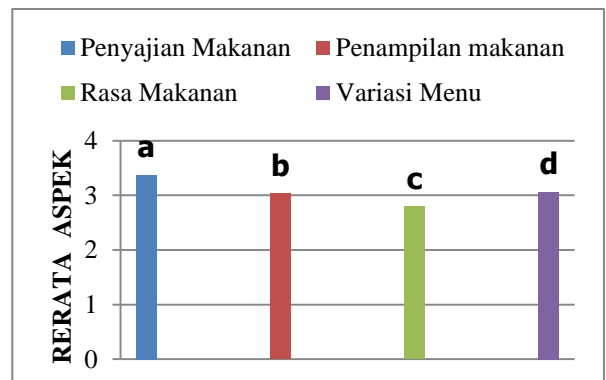 Penyajian Makanan Penampilan makanan
Rasa Makanan Variasi Menu
RERATA ASPEK
4
3
2
1
0
a
b
c
d